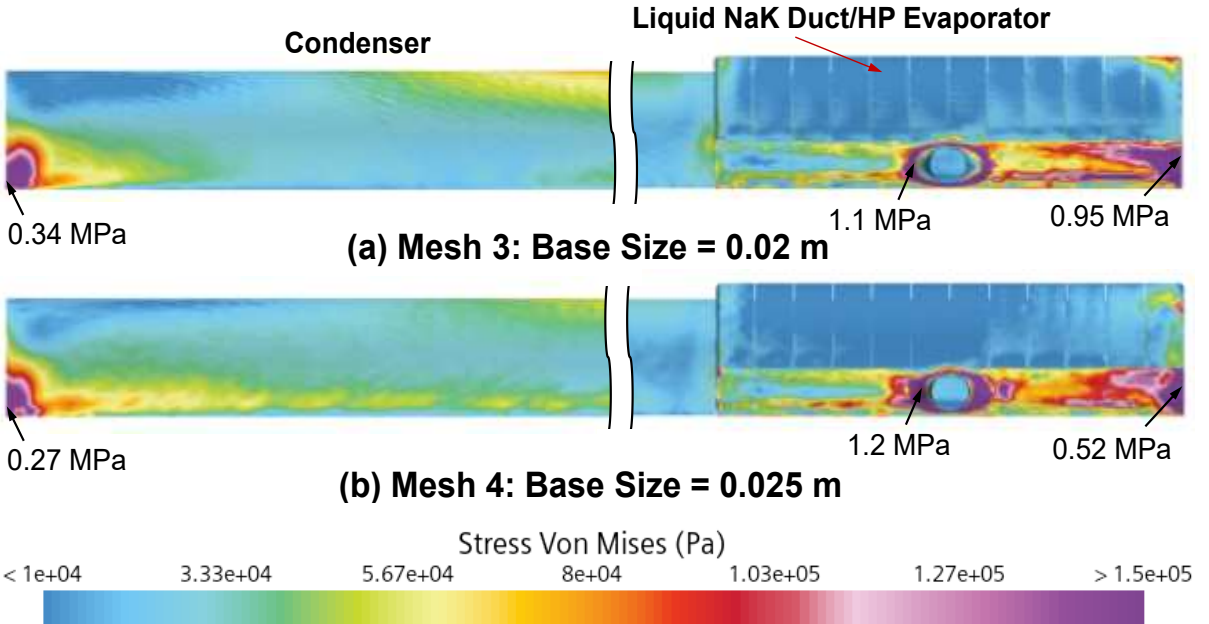 Liquid NaK Duct/HP Evaporator
Condenser
0.34 MPa
1.1 MPa
0.95 MPa
(a) Mesh 3: Base Size = 0.02 m
0.27 MPa
1.2 MPa
0.52 MPa
(b) Mesh 4: Base Size = 0.025 m
Stress Von Mises (Pa)
< 1e+04 3.33e+04 5.67e+04 8e+04 1.03e+05 1.27e+05 > 1.5e+05